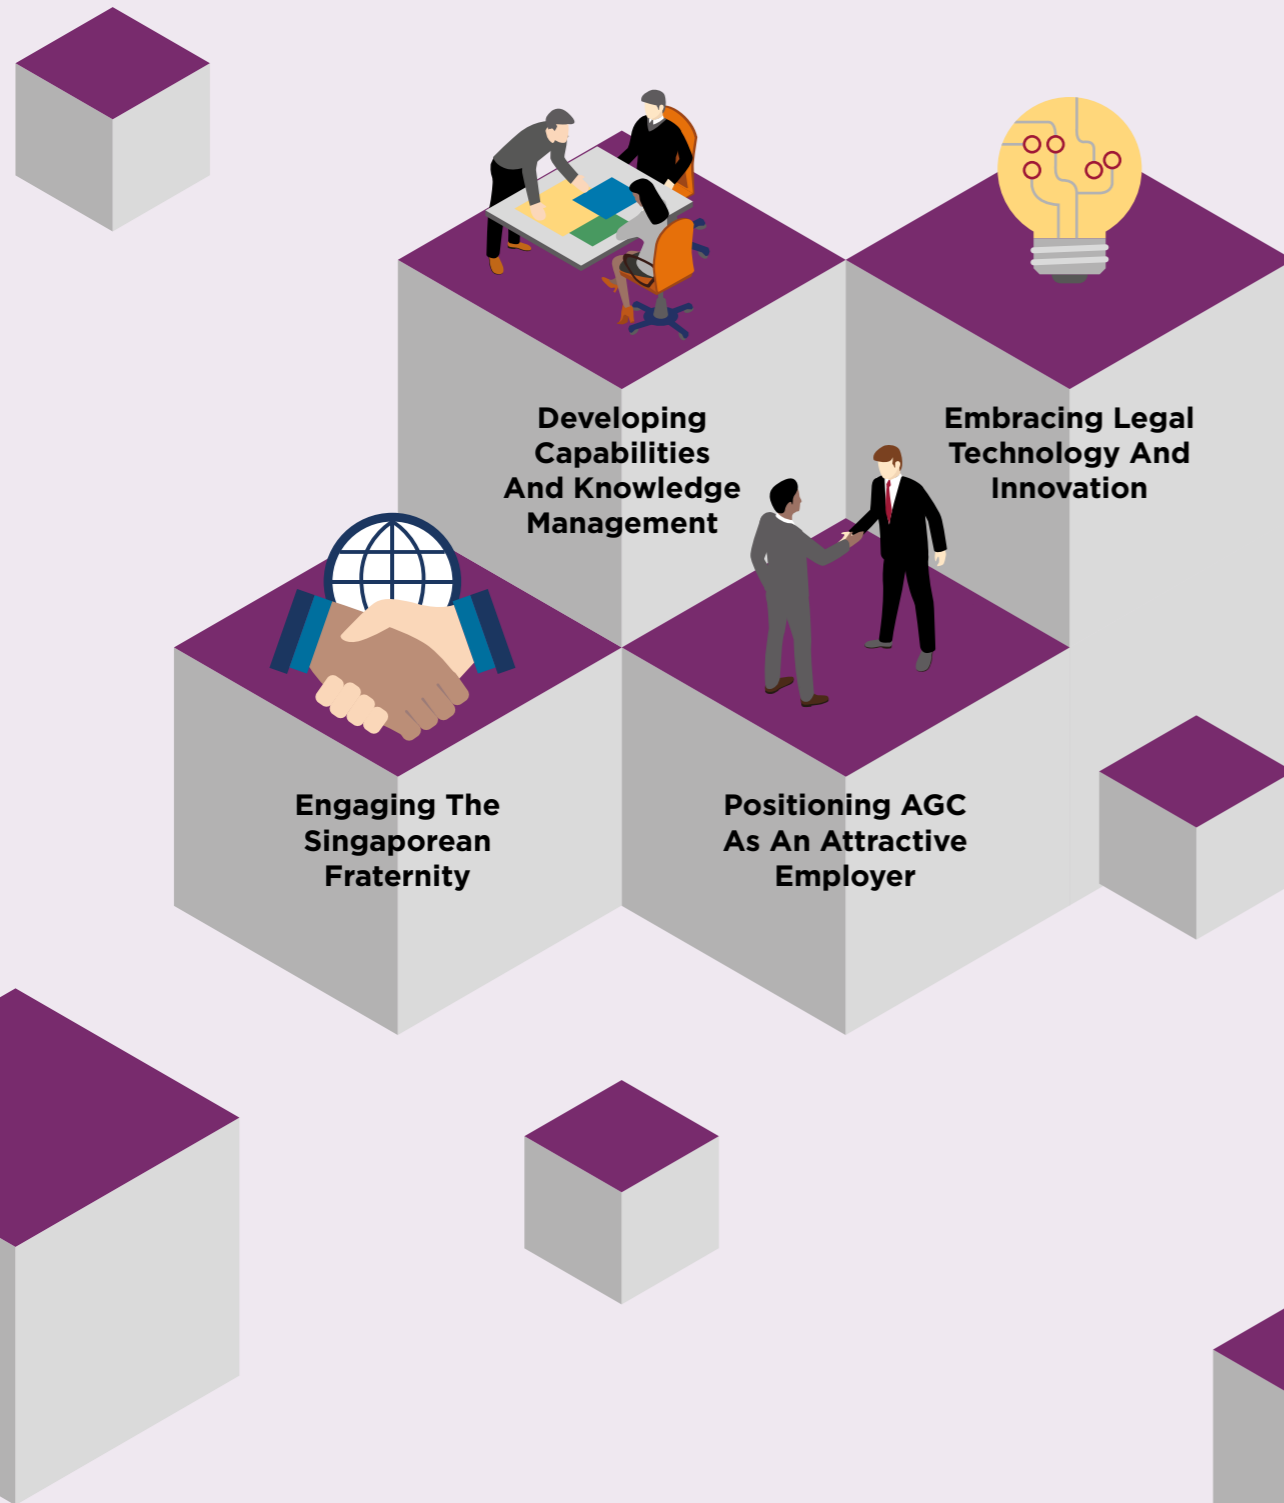 Developing
Capabilities
And Knowledge
Management
Embracing Legal
Technology And
Innovation
Engaging The
Singaporean
Fraternity
Positioning AGC
As An Attractive
Employer